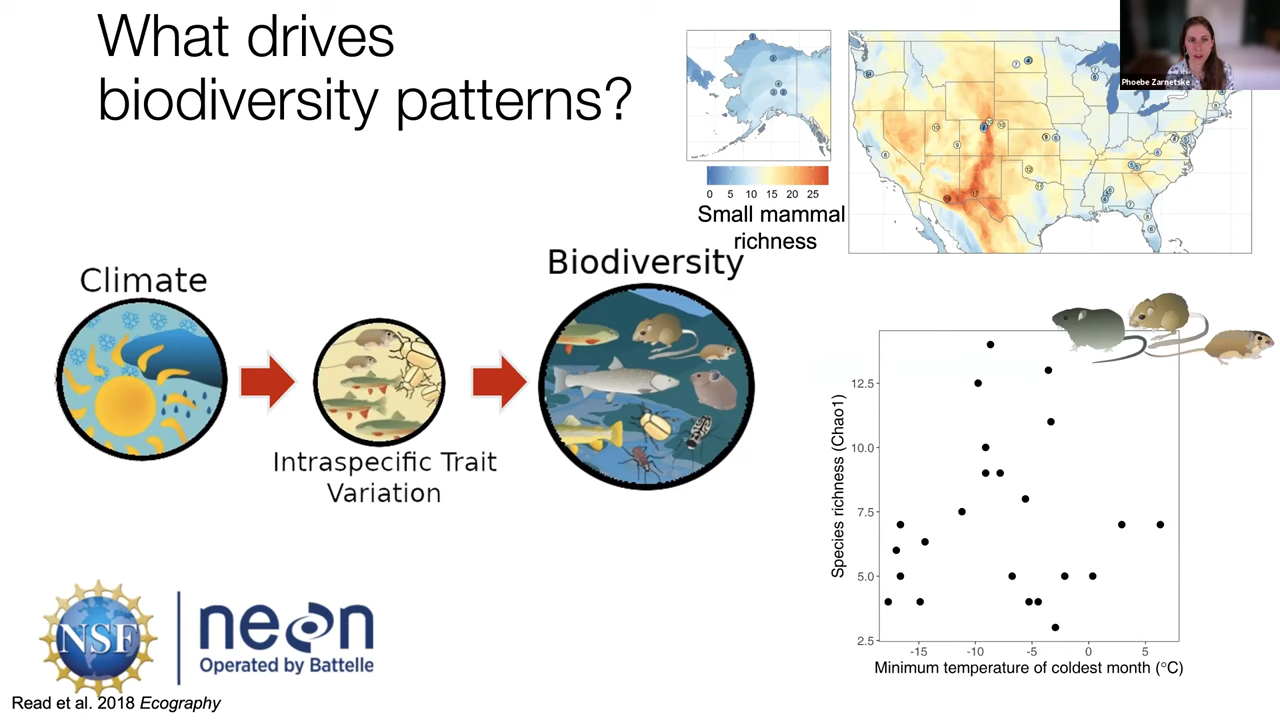 What drives
biodiversity patterns?
Phoebe Zarnetske
0 5 10 15 20 25
Small mammal
richness
Climate
Intraspecific Trait
Variation
Biodiversity
Species richness (Chao1)
12.5
10.0
7.5
5.0
2.5
-15 -10 -5 0 5
Minimum temperature of coldest month (°C)
NSF
neon
Operated by Battelle
Read et al. 2018 Ecography